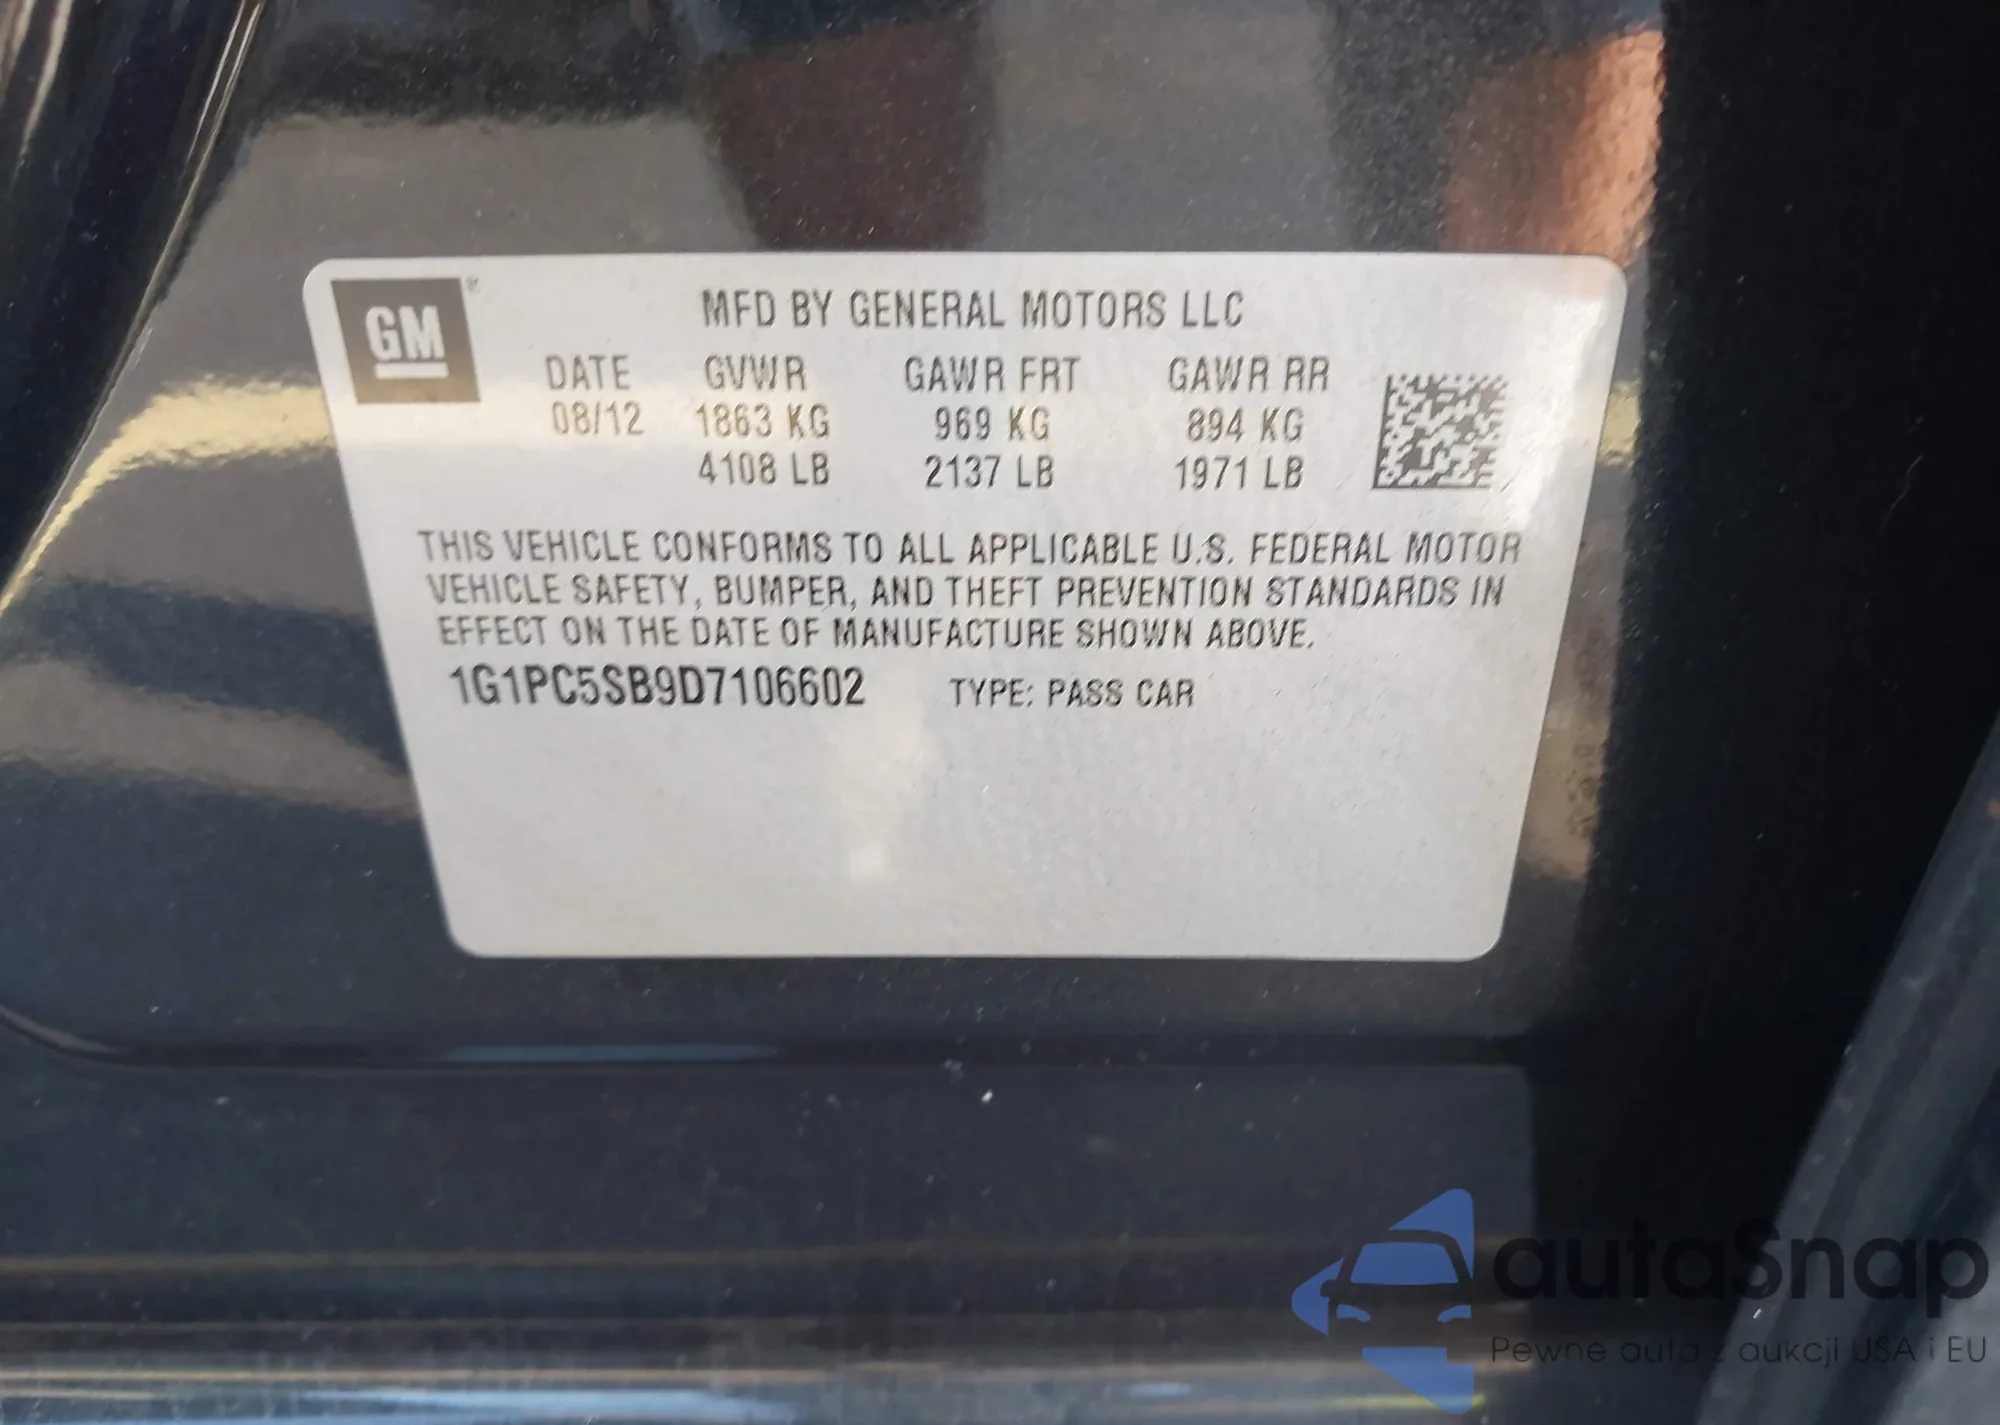 GM®
MFD BY GENERAL MOTORS LLC
DATE GVWR GAWR FRT GAWR RR
08/12 1863 KG 969 KG 894 KG
4108 LB 2137 LB 1971 LB
THIS VEHICLE CONFORMS TO ALL APPLICABLE U.S. FEDERAL MOTOR
VEHICLE SAFETY, BUMPER, AND THEFT PREVENTION STANDARDS IN
EFFECT ON THE DATE OF MANUFACTURE SHOWN ABOVE.
1G1PC5SB9D7106602 TYPE: PASS CAR
autaSnap
Pewne auta z aukcji USA i EU